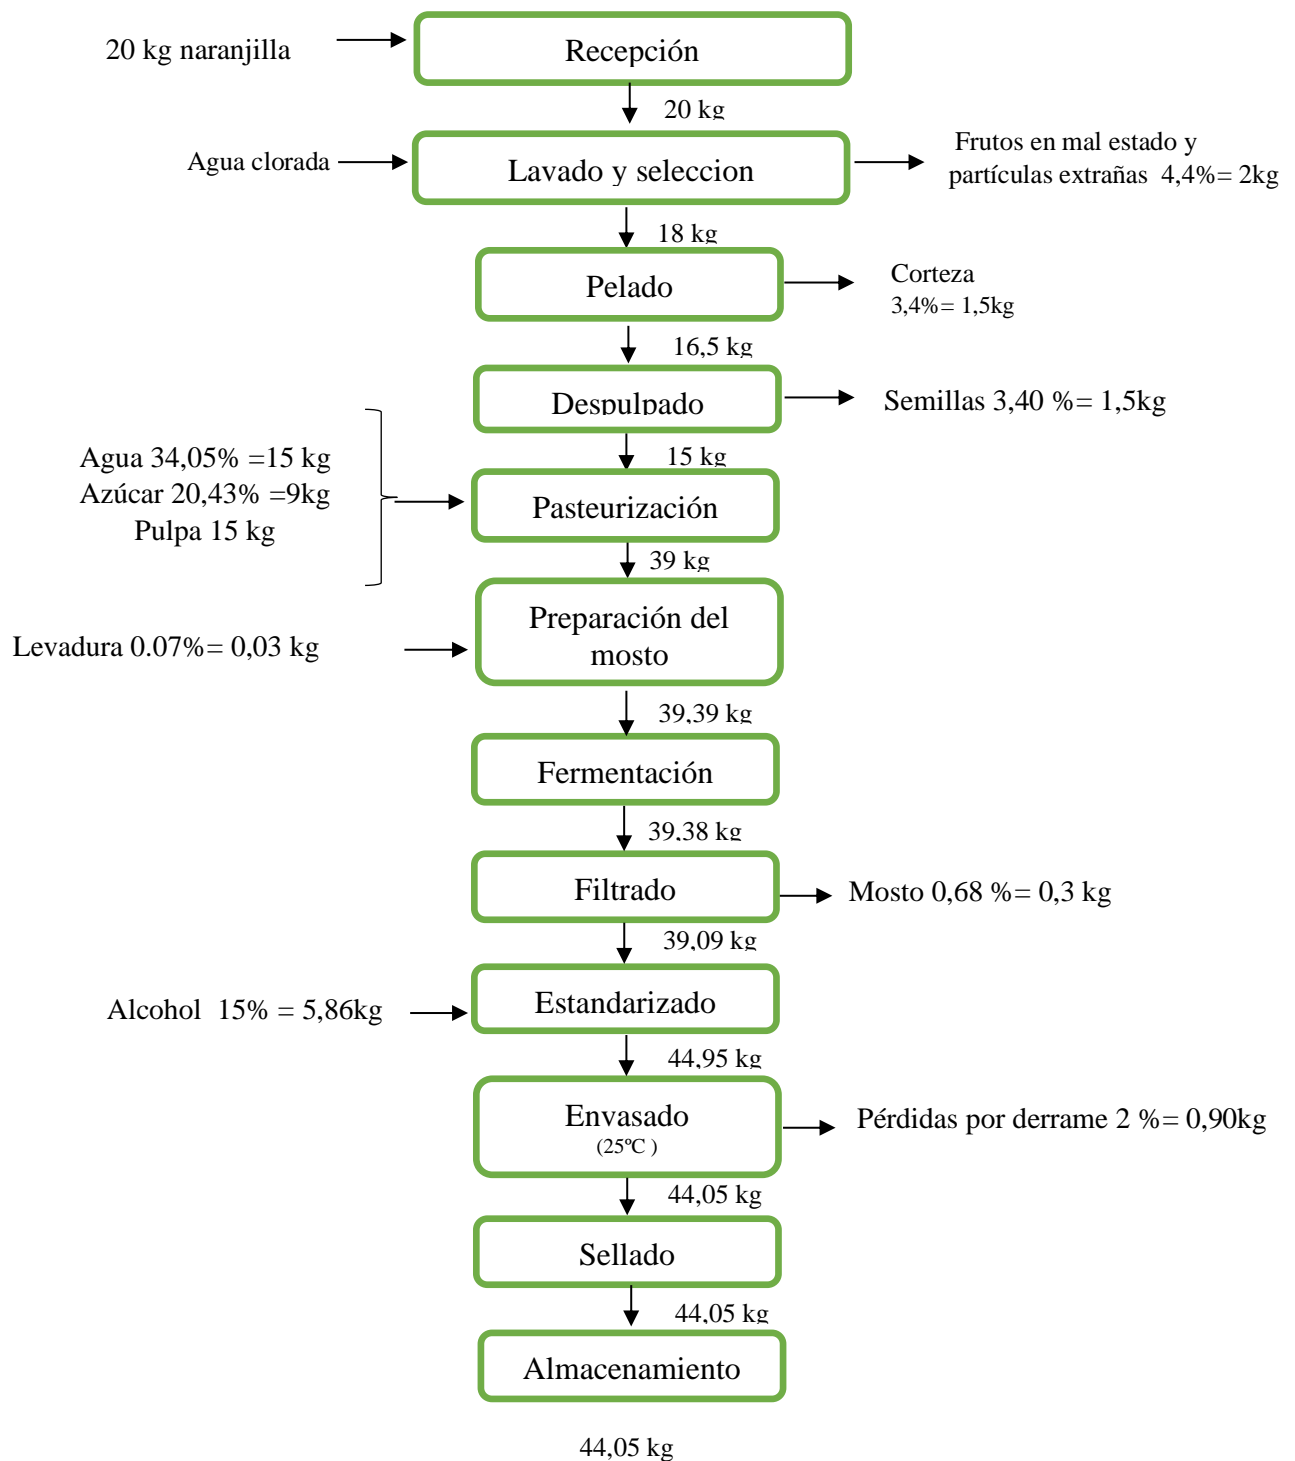 20 kg naranjilla
Recepción
20 kg
Agua clorada
Lavado y seleccion
Frutos en mal estado y
partículas extrañas 4,4%= 2kg
18 kg
Pelado
Corteza
3,4%= 1,5kg
16,5 kg
Despulpado
Semillas 3,40 %= 1,5kg
15 kg
Agua 34,05% =15 kg
Azúcar 20,43% =9kg
Pulpa 15 kg
Pasteurización
39 kg
Preparación del
mosto
Levadura 0.07%= 0,03 kg
39,39 kg
Fermentación
39,38 kg
Filtrado
Mosto 0,68 %= 0,3 kg
39,09 kg
Alcohol 15% = 5,86kg
Estandarizado
44,95 kg
Envasado
(25ºC )
Pérdidas por derrame 2 %= 0,90kg
44,05 kg
Sellado
44,05 kg
Almacenamiento
44,05 kg